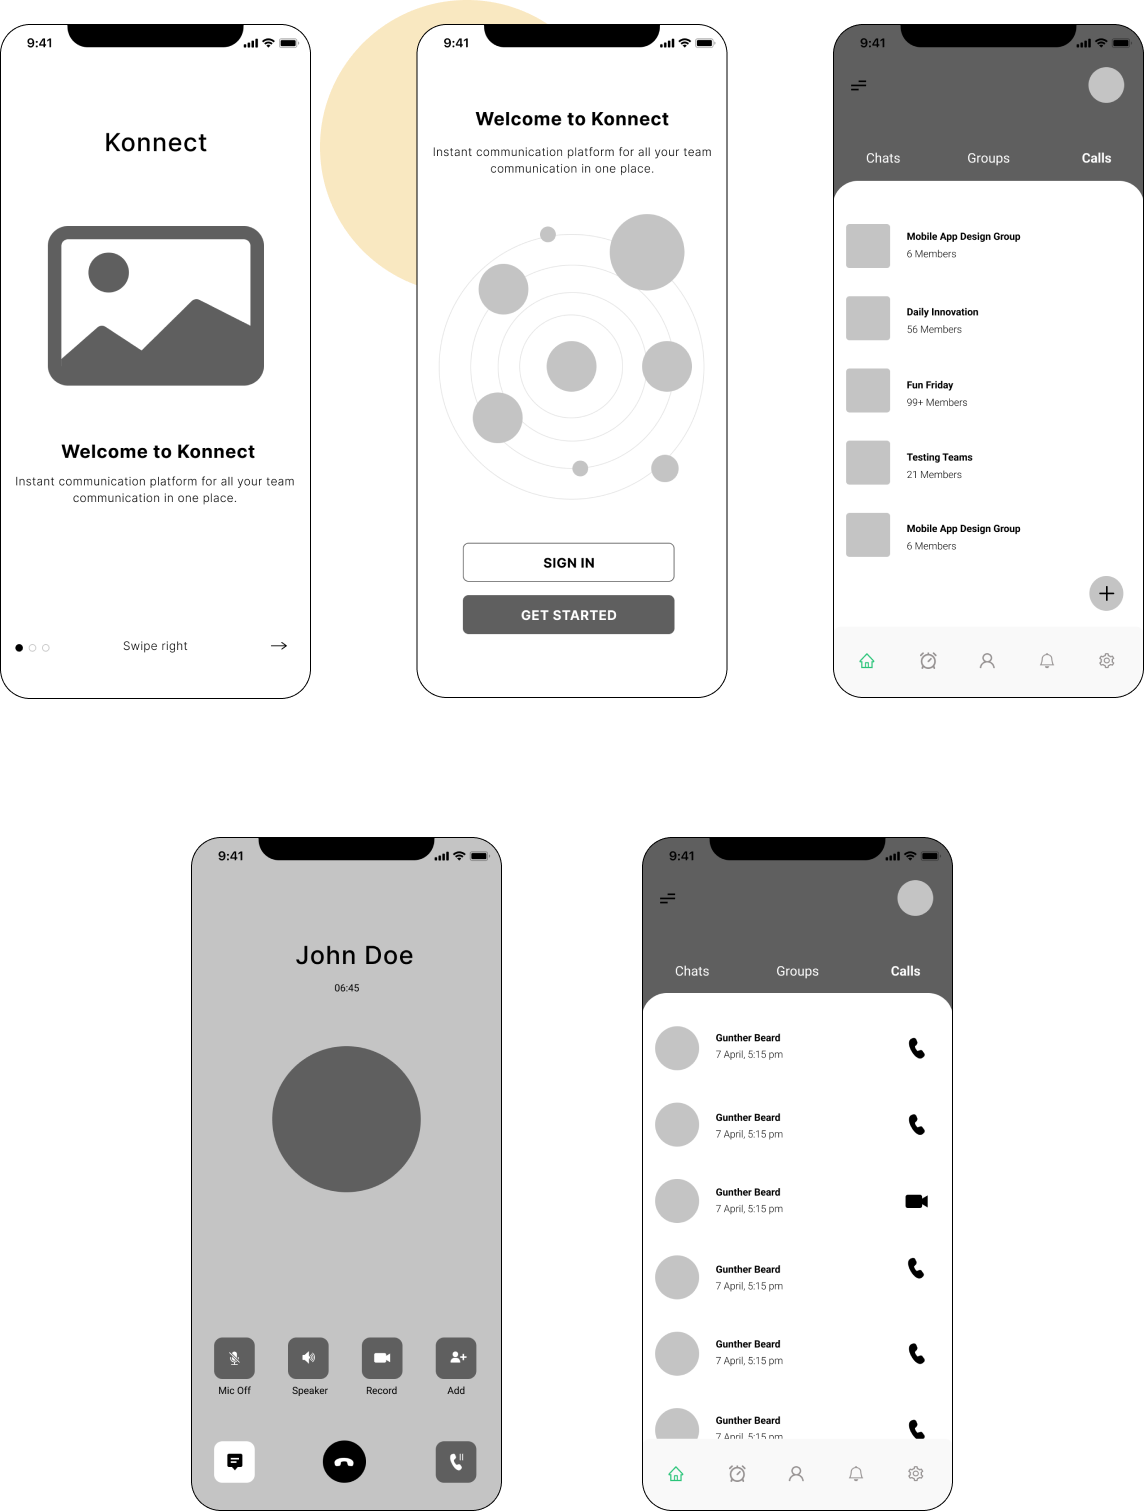 9:41
Konnect
Welcome to Konnect
Instant communication platform for all your team
communication in one place.
Swipe right
9:41
Welcome to Konnect
Instant communication platform for all your team
communication in one place.
SIGN IN
GET STARTED
9:41
Chats Groups Calls
Mobile App Design Group
6 Members
Daily Innovation
56 Members
Fun Friday
99+ Members
Testing Teams
21 Members
Mobile App Design Group
6 Members
9:41
John Doe
06:45
Mic Off Speaker Record Add
9:41
Chats Groups Calls
Gunther Beard
7 April, 5:15 pm
Gunther Beard
7 April, 5:15 pm
Gunther Beard
7 April, 5:15 pm
Gunther Beard
7 April, 5:15 pm
Gunther Beard
7 April, 5:15 pm
Gunther Beard
7 April, 5:15 pm